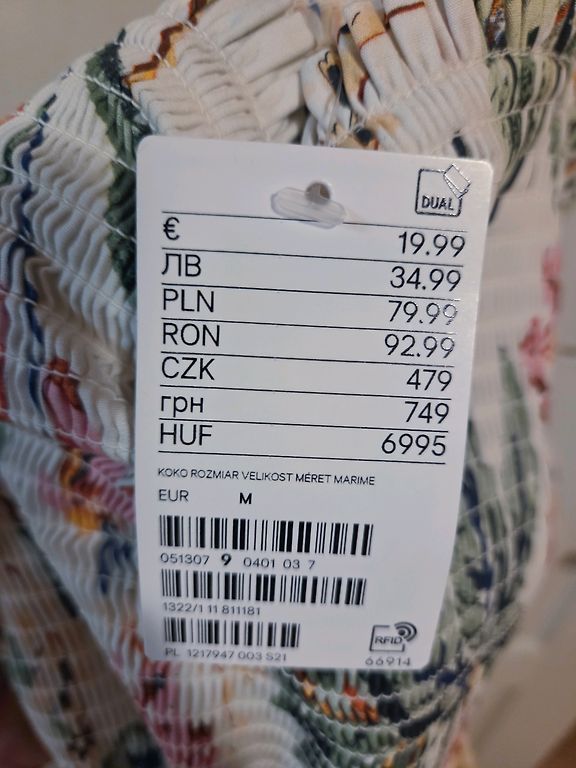 DUAL
€ 19.99
ЛВ 34.99
PLN 79.99
RON 92.99
CZK 479
грн 749
HUF 6995
KOKO ROZMIAR VELIKOST MÉRET MARIME
EUR M
051307 9 0401 03 7
1322/1 11 811181
PL 1217947 003 S21
RFID
66914